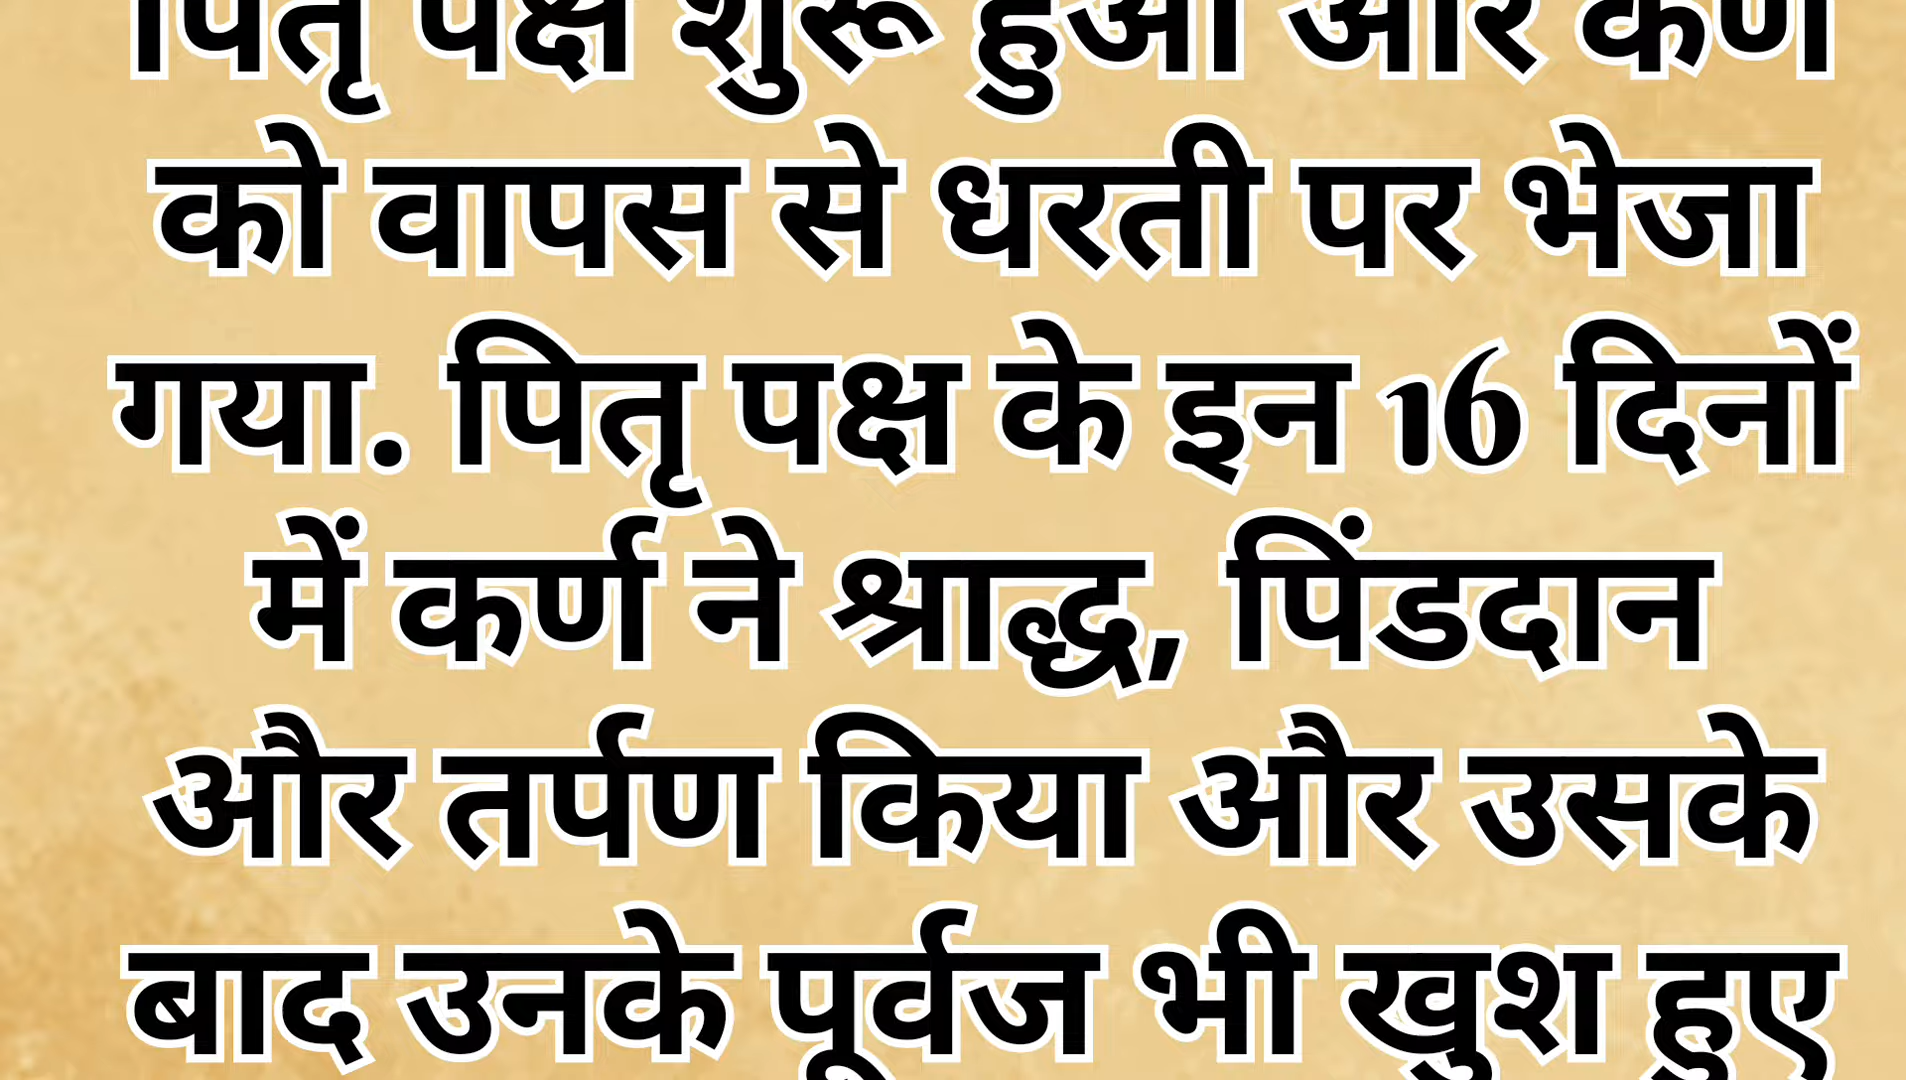 पितृ पक्ष शुरू हुआ और कर्ण
को वापस से धरती पर भेजा
गया. पितृ पक्ष के इन 16 दिनों
में कर्ण ने श्राद्ध, पिंडदान
और तर्पण किया और उसके
बाद उनके पूर्वज भी खुश हुए